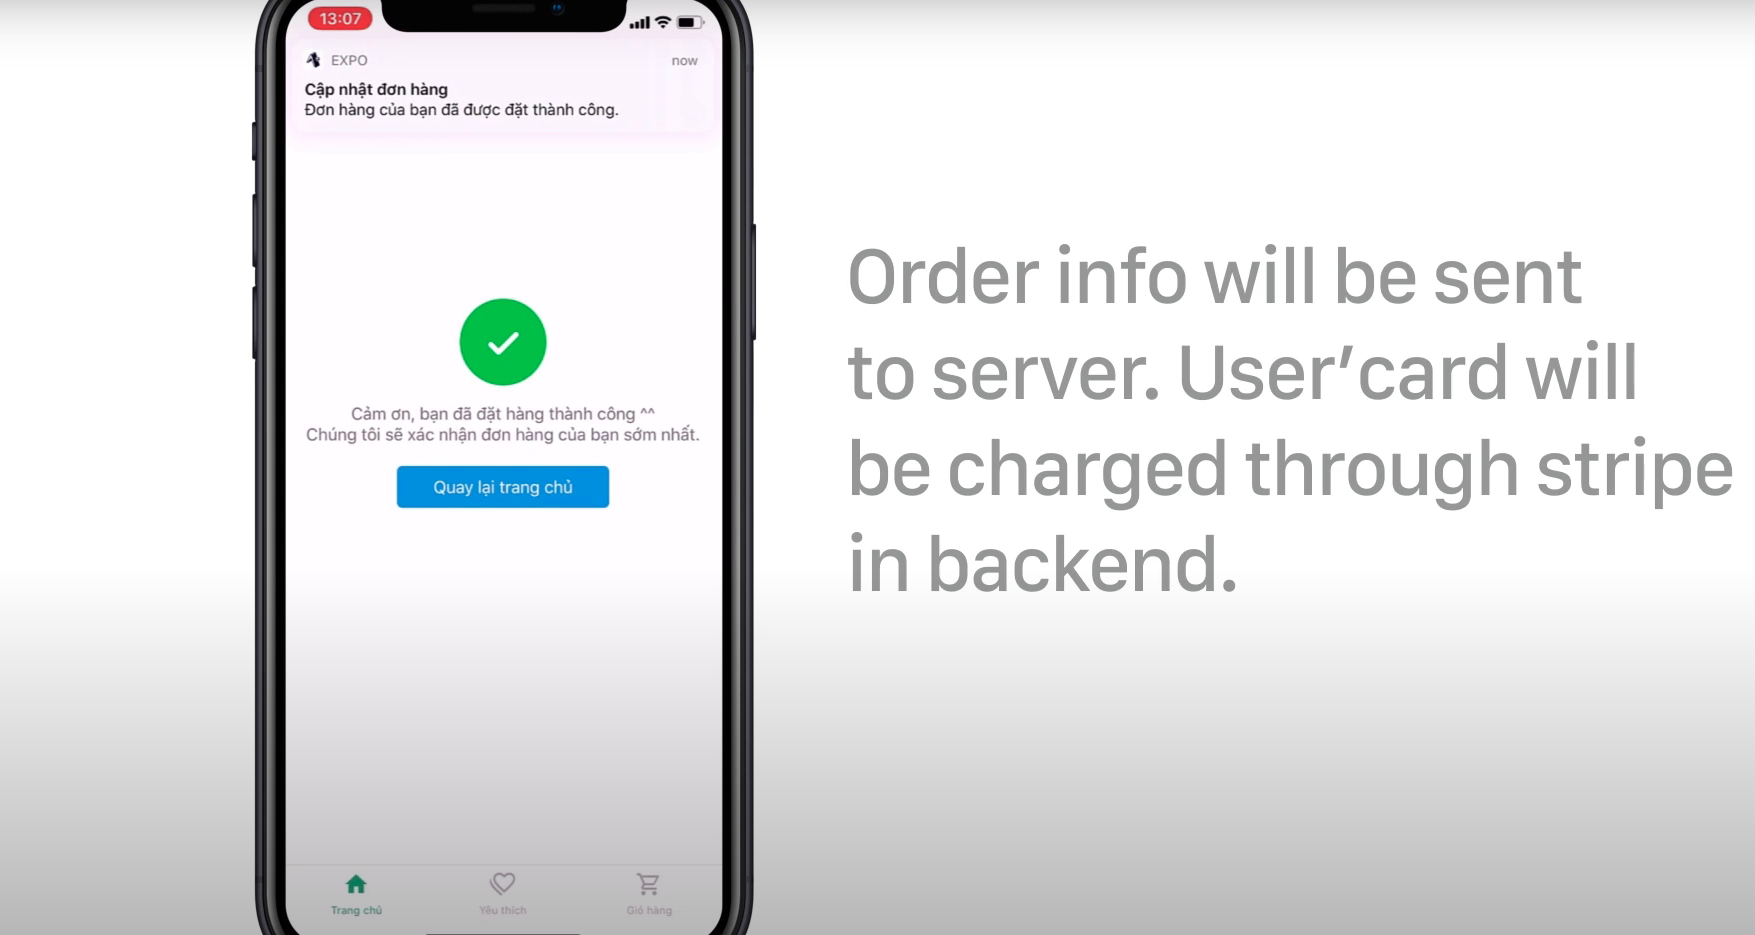 13:07
EXPO now
Cập nhật đơn hàng
Đơn hàng của bạn đã được đặt thành công.
Cảm ơn, bạn đã đặt hàng thành công ^^
Chúng tôi sẽ xác nhận đơn hàng của bạn sớm nhất.
Quay lại trang chủ
Trang chủ Yêu thích Giỏ hàng
Order info will be sent
to server. User’card will
be charged through stripe
in backend.